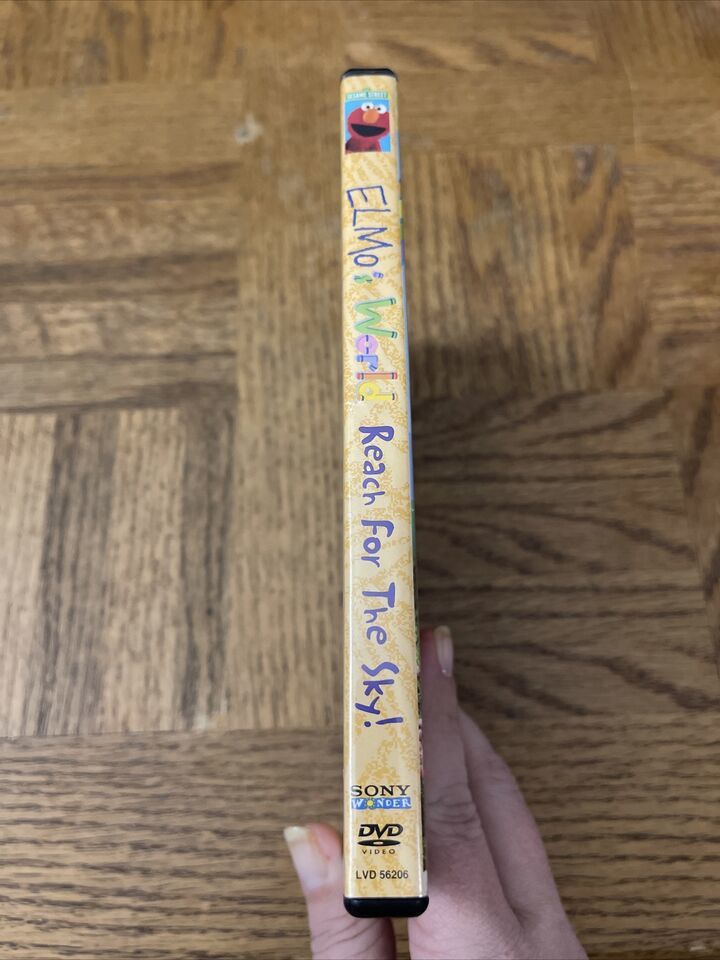 SESAME STREET
ELMO's World
Reach For The Sky!
SONY
WONDER
DVD
VIDEO
LVD 56206